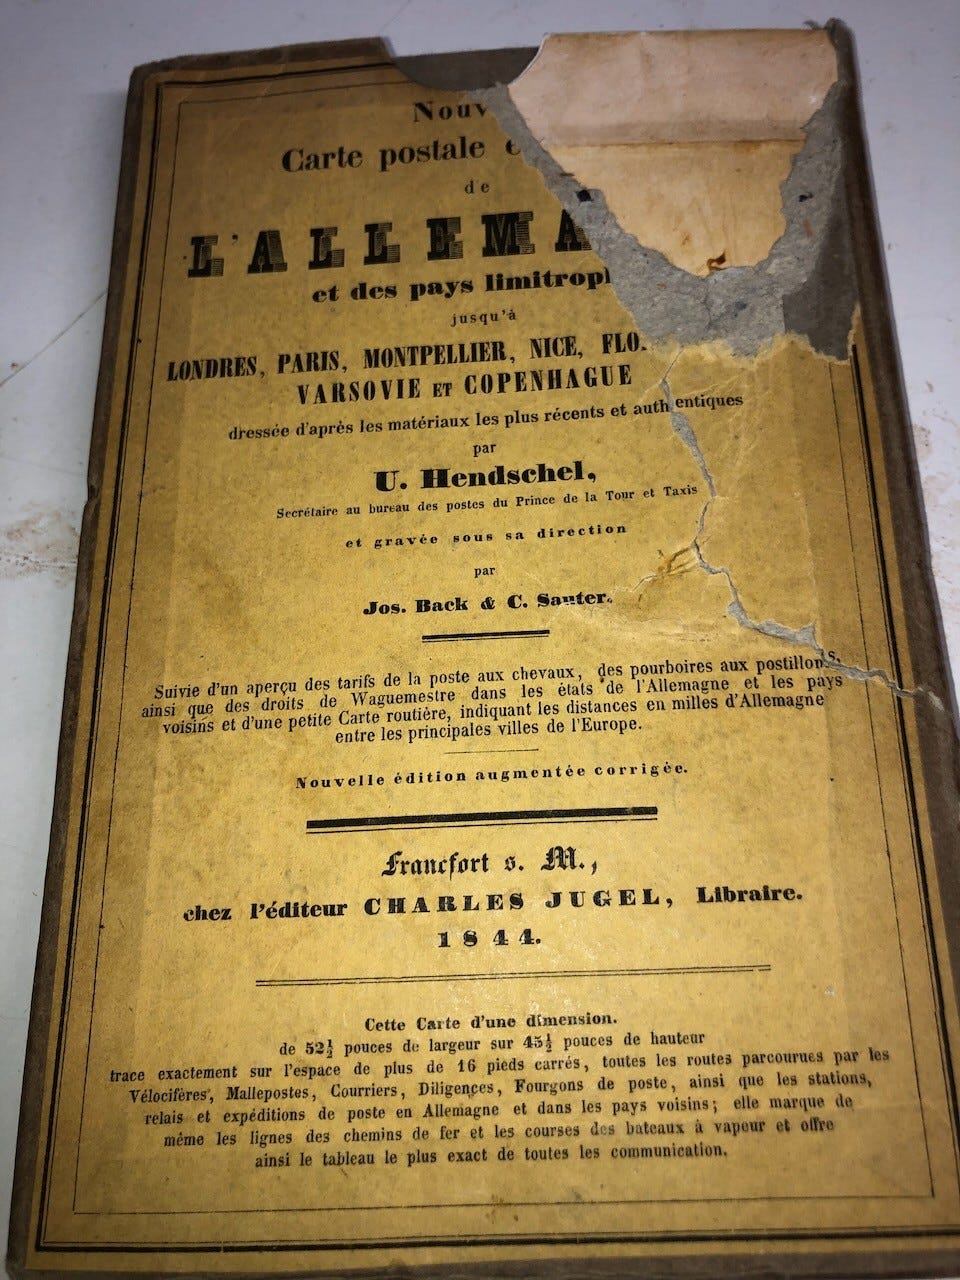 Nouv
Carte postale e
de
L'ALLEMA
et des pays limitroph
jusqu'à
LONDRES, PARIS, MONTPELLIER, NICE, FLO
VARSOVIE ET COPENHAGUE
dressée d'après les matériaux les plus récents et authentiques
par
U. Hendschel,
Secrétaire au bureau des postes du Prince de la Tour et Taxis
et gravée sous sa direction
par
Jos. Back & C. Sauter.
Suivie d'un aperçu des tarifs de la poste aux chevaux, des pourboires aux postillons,
ainsi que des droits de Waguemestre dans les états de l'Allemagne et les pays
voisins et d'une petite Carte routière, indiquant les distances en milles d'Allemagne
entre les principales villes de l'Europe.
Nouvelle édition augmentée corrigée.
Francfort s. M.,
chez l'éditeur CHARLES JUGEL, Libraire.
1844.
Cette Carte d'une dimension.
de 52½ pouces de largeur sur 45½ pouces de hauteur
trace exactement sur l'espace de plus de 16 pieds carrés, toutes les routes parcourues par les
Vélocifères, Mallepostes, Courriers, Diligences, Fourgons de poste, ainsi que les stations,
relais et expéditions de poste en Allemagne et dans les pays voisins; elle marque de
même les lignes des chemins de fer et les courses des bateaux à vapeur et offre
ainsi le tableau le plus exact de toutes les communication.